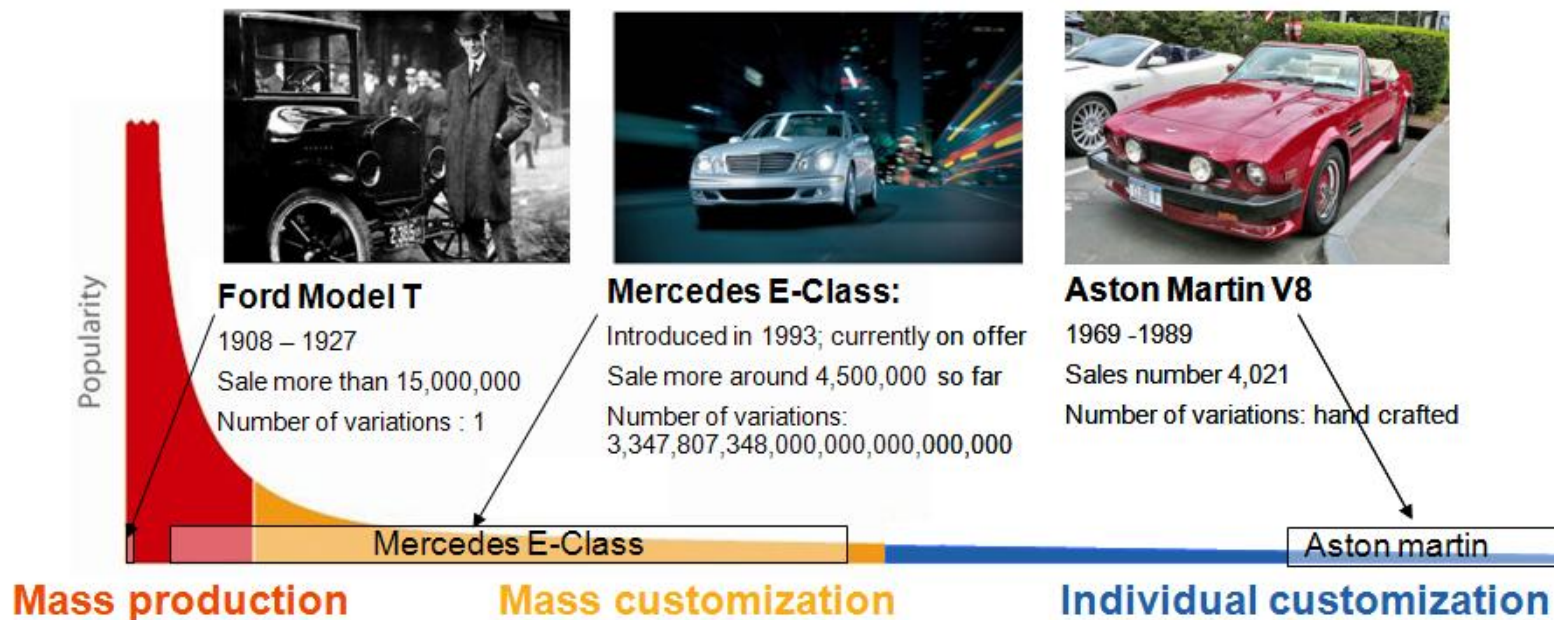 Popularity
Ford Model T
1908 – 1927
Sale more than 15,000,000
Number of variations : 1
Mercedes E-Class:
Introduced in 1993; currently on offer
Sale more around 4,500,000 so far
Number of variations:
3,347,807,348,000,000,000,000,000
Aston Martin V8
1969 -1989
Sales number 4,021
Number of variations: hand crafted
Mercedes E-Class
Aston martin
Mass production
Mass customization
Individual customization